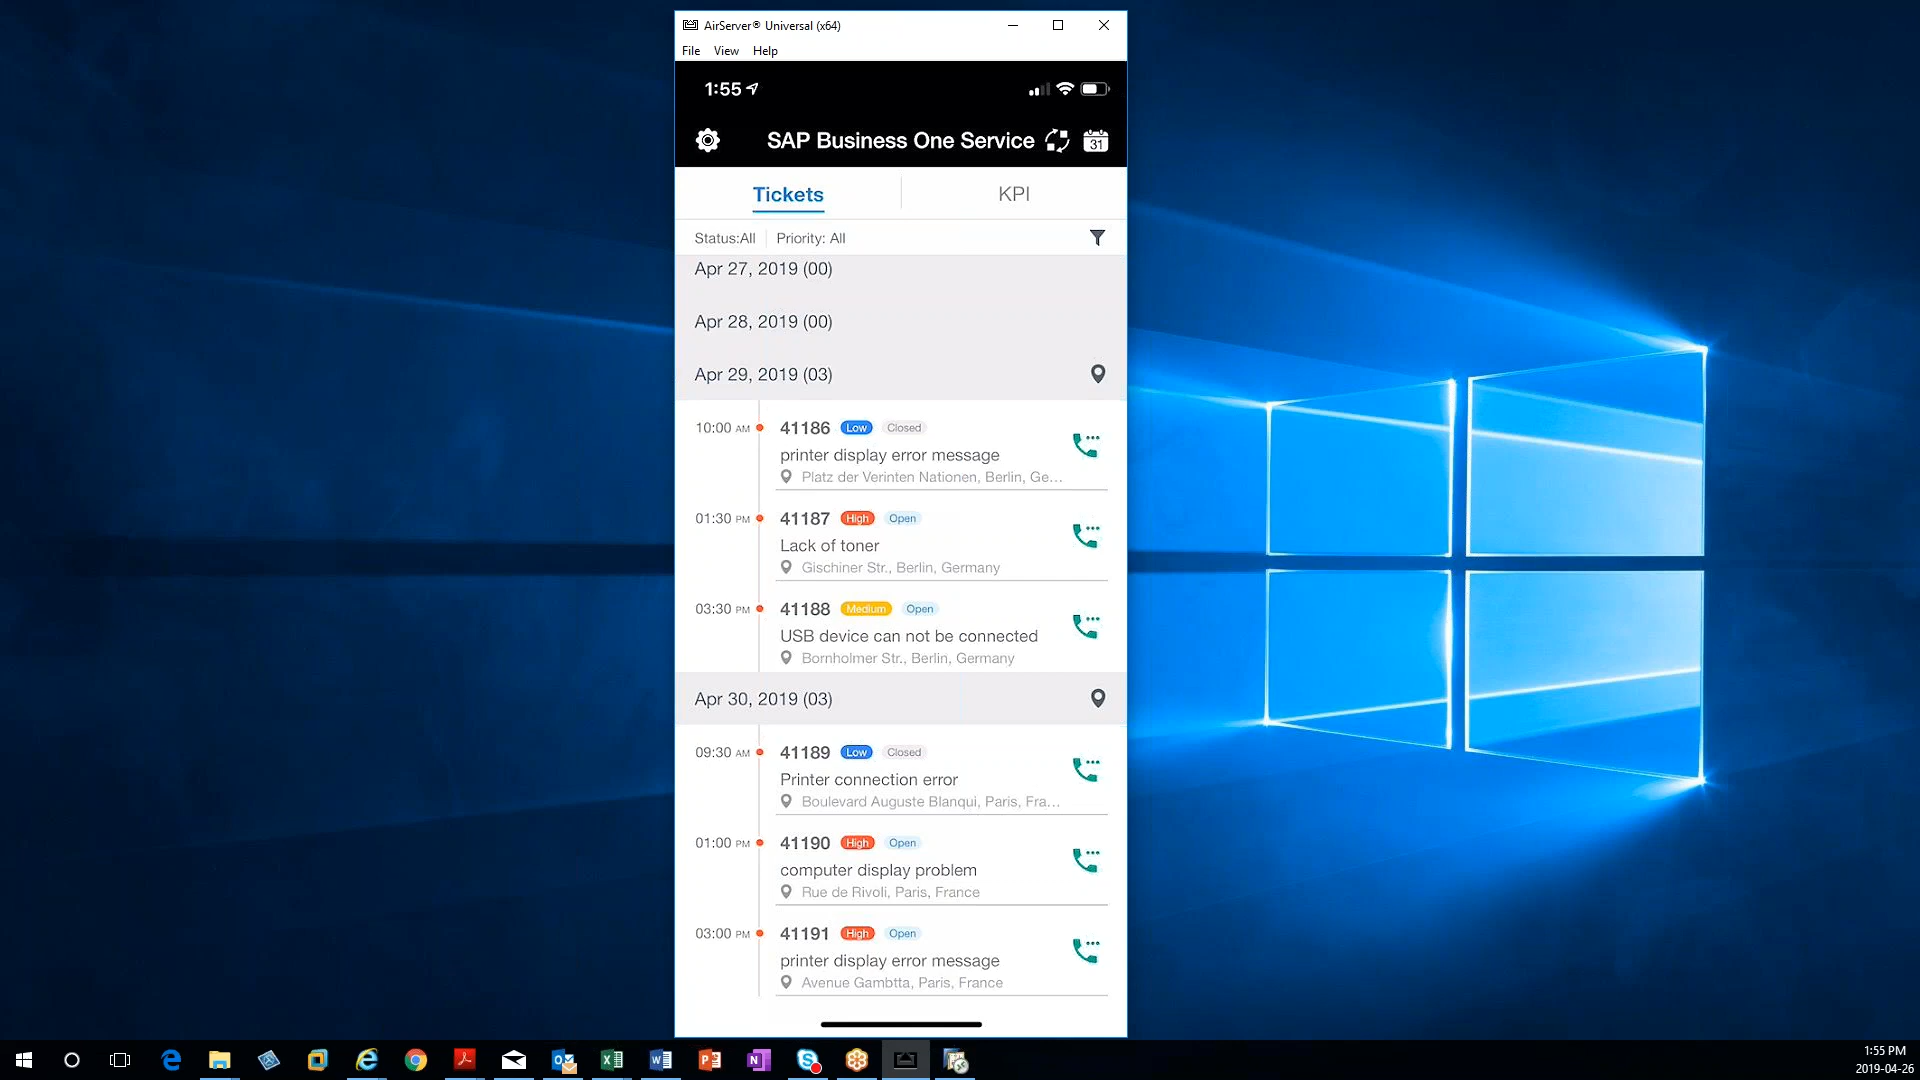 AirServer® Universal (x64)
File View Help
1:55
SAP Business One Service
31
Tickets KPI
Status:All Priority: All
Apr 27, 2019 (00)
Apr 28, 2019 (00)
Apr 29, 2019 (03)
10:00 AM 41186 Low Closed
printer display error message
Platz der Verinten Nationen, Berlin, Ge...
01:30 PM 41187 High Open
Lack of toner
Gischiner Str., Berlin, Germany
03:30 PM 41188 Medium Open
USB device can not be connected
Bornholmer Str., Berlin, Germany
Apr 30, 2019 (03)
09:30 AM 41189 Low Closed
Printer connection error
Boulevard Auguste Blanqui, Paris, Fra...
01:00 PM 41190 High Open
computer display problem
Rue de Rivoli, Paris, France
03:00 PM 41191 High Open
printer display error message
Avenue Gambtta, Paris, France
1:55 PM
2019-04-26